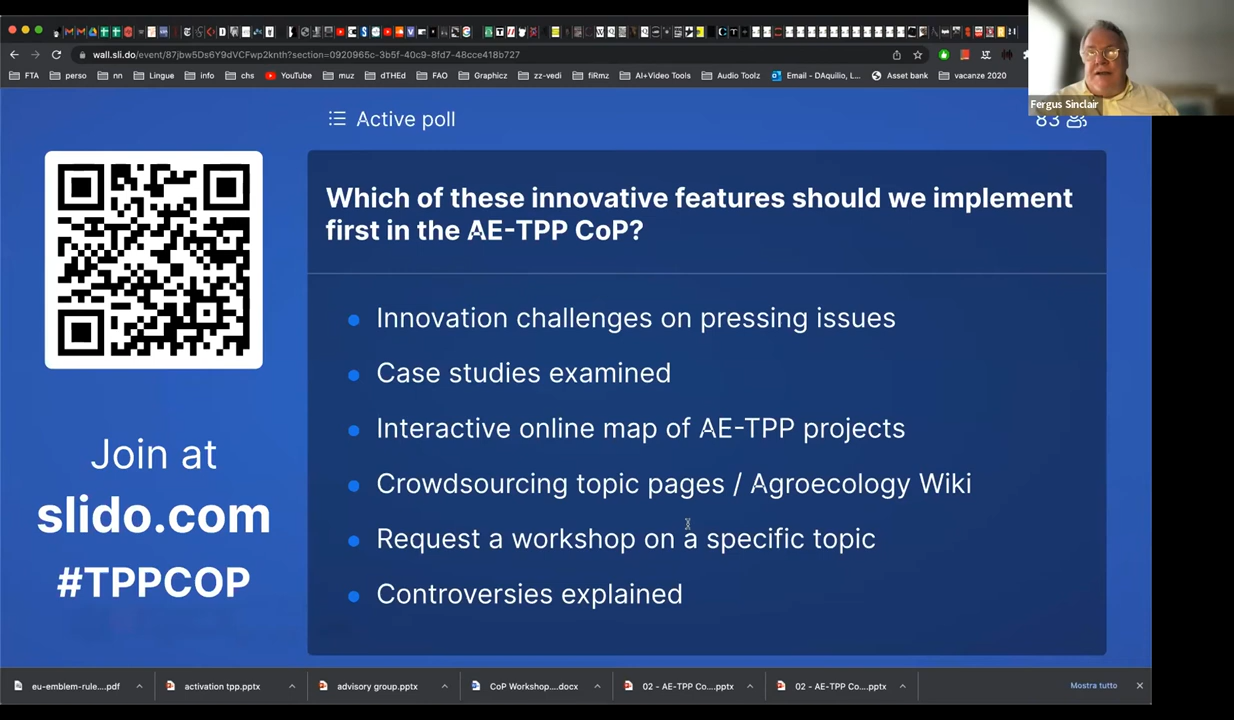 wall.sli.do/event/87jbw5Ds6Y9dVCFwp2knth?section=0920965c-3b5f-40c9-8fd7-48cce418b727
FTA perso nn Lingue info chs YouTube muz dTHEd FAO Graphicz zz-vedi fiRmz AI+Video Tools Audio Toolz Email - DAquilio, L... Asset bank vacanze 2020
Fergus Sinclair
Active poll
83
Which of these innovative features should we implement
first in the AE-TPP CoP?
Innovation challenges on pressing issues
Case studies examined
Interactive online map of AE-TPP projects
Crowdsourcing topic pages / Agroecology Wiki
Request a workshop on a specific topic
Controversies explained
Join at
slido.com
#TPPCOP
eu-emblem-rule....pdf activation tpp.pptx advisory group.pptx CoP Workshop....docx 02 - AE-TPP Co....pptx 02 - AE-TPP Co....pptx Mostra tutto